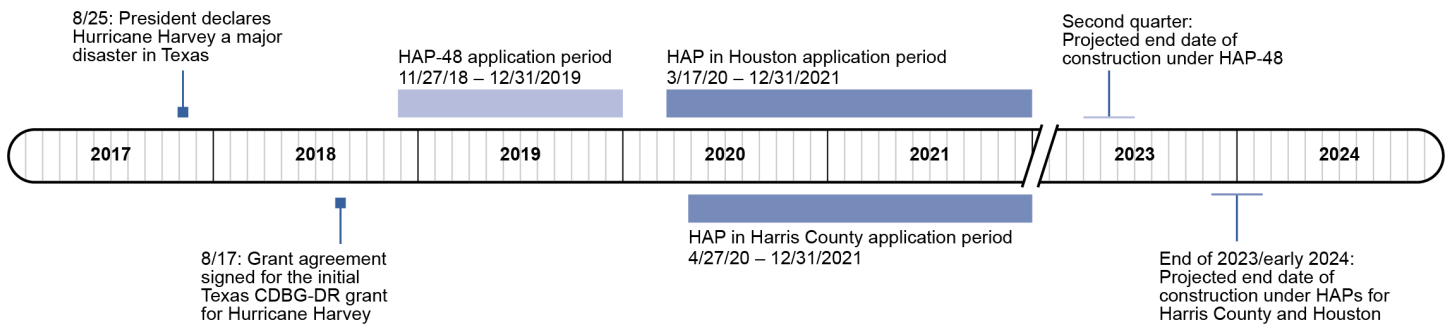 8/25: President declares
Hurricane Harvey a major
disaster in Texas
HAP-48 application period
11/27/18 – 12/31/2019
HAP in Houston application period
3/17/20 – 12/31/2021
Second quarter:
Projected end date of
construction under HAP-48
2017
2018
2019
2020
2021
2023
2024
8/17: Grant agreement
signed for the initial
Texas CDBG-DR grant
for Hurricane Harvey
HAP in Harris County application period
4/27/20 – 12/31/2021
End of 2023/early 2024:
Projected end date of
construction under HAPs for
Harris County and Houston